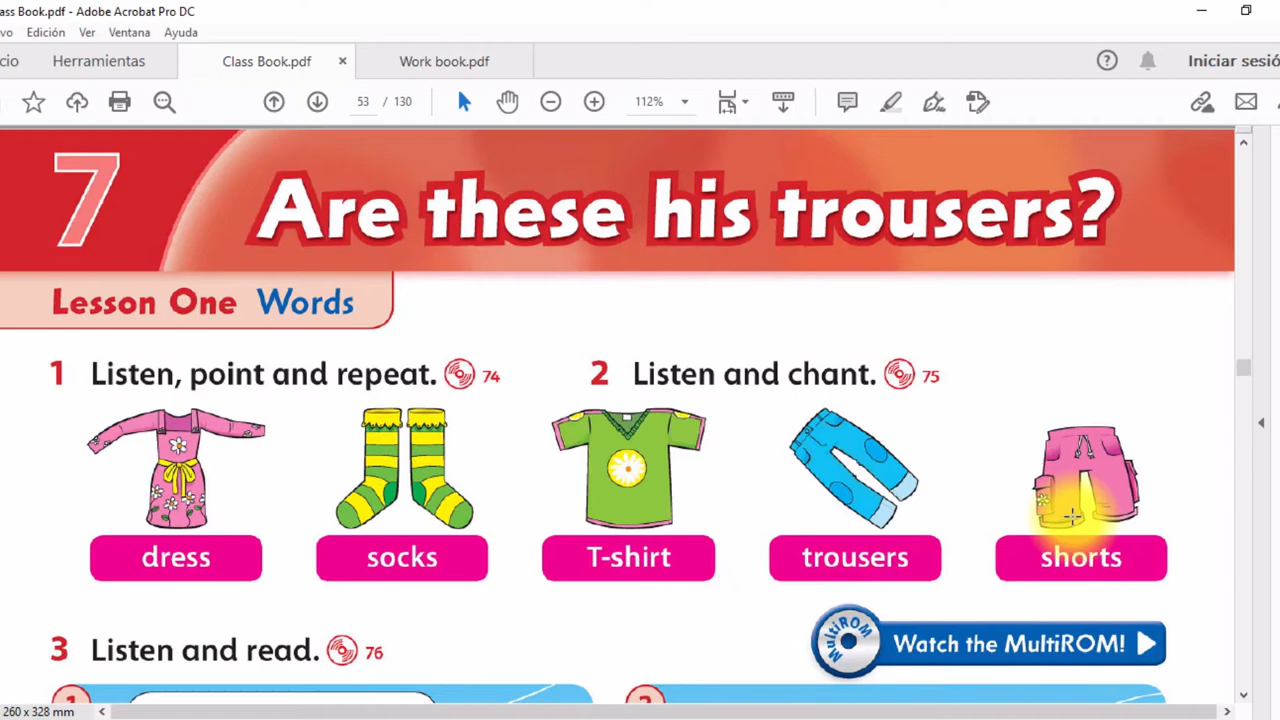 ass Book.pdf - Adobe Acrobat Pro DC
vo Edición Ver Ventana Ayuda
cio Herramientas Class Book.pdf × Work book.pdf Iniciar sesió
53 / 130 112%
7 Are these his trousers?
Lesson One Words
1 Listen, point and repeat. 74
2 Listen and chant. 75
dress socks T-shirt trousers shorts
3 Listen and read. 76
MultiROM Watch the MultiROM!
1 2
260 x 328 mm